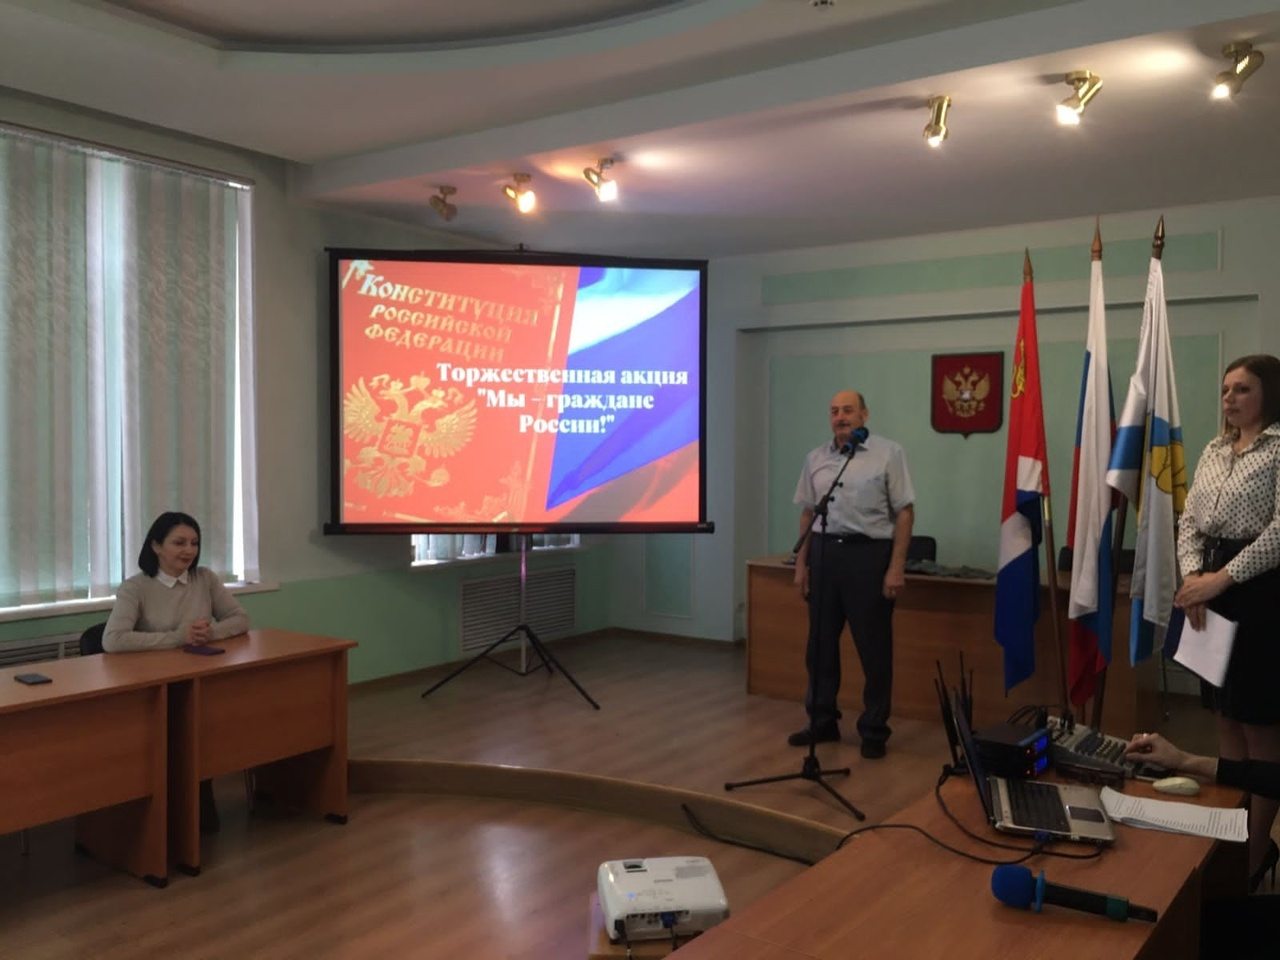 Конституция
Российской
Федерации
Торжественная акция
"Мы – граждане
России!"